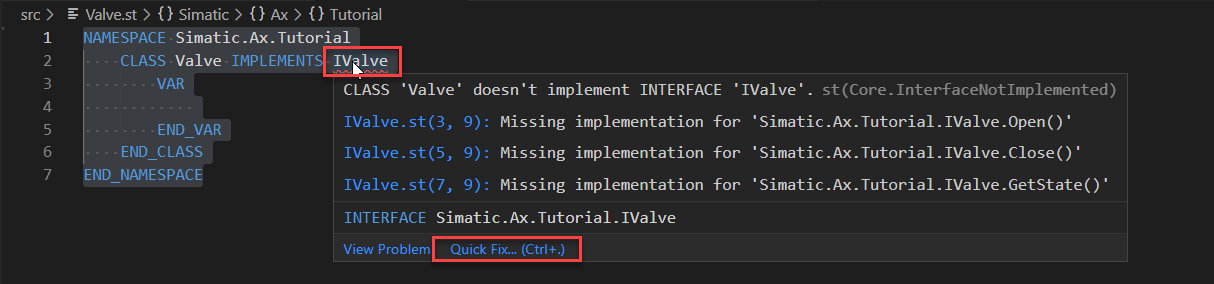 src > Valve.st > {} Simatic > {} Ax > {} Tutorial
1 NAMESPACE Simatic.Ax.Tutorial
2 CLASS Valve IMPLEMENTS IValve
3 VAR
4
5 END_VAR
6 END_CLASS
7 END_NAMESPACE
CLASS 'Valve' doesn't implement INTERFACE 'IValve'. st(Core.InterfaceNotImplemented)
IValve.st(3, 9): Missing implementation for 'Simatic.Ax.Tutorial.IValve.Open()'
IValve.st(5, 9): Missing implementation for 'Simatic.Ax.Tutorial.IValve.Close()'
IValve.st(7, 9): Missing implementation for 'Simatic.Ax.Tutorial.IValve.GetState()'
INTERFACE Simatic.Ax.Tutorial.IValve
View Problem Quick Fix... (Ctrl+.)